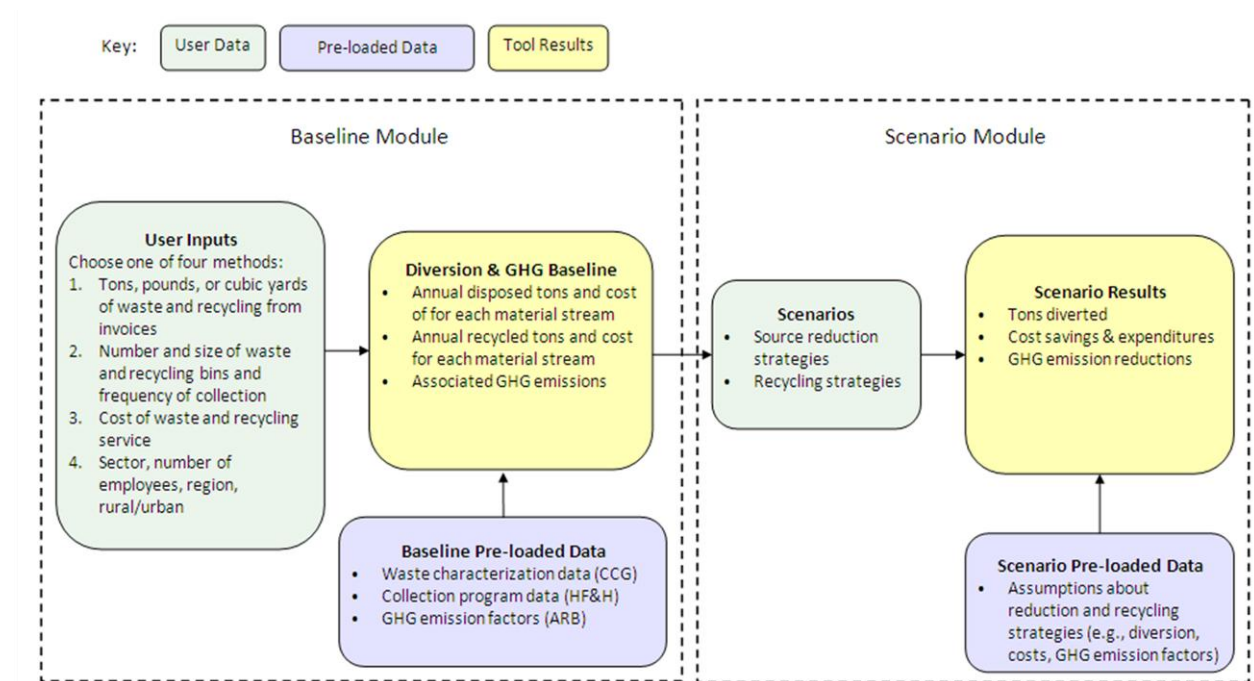 Key:
User Data
Pre-loaded Data
Tool Results
Baseline Module
User Inputs
Choose one of four methods:
1. Tons, pounds, or cubic yards
of waste and recycling from
invoices
2. Number and size of waste
and recycling bins and
frequency of collection
3. Cost of waste and recycling
service
4. Sector, number of
employees, region,
rural/urban
Diversion & GHG Baseline
• Annual disposed tons and cost
of for each material stream
• Annual recycled tons and cost
for each material stream
• Associated GHG emissions
Baseline Pre-loaded Data
• Waste characterization data (CCG)
• Collection program data (HF&H)
• GHG emission factors (ARB)
Scenario Module
Scenarios
• Source reduction
strategies
• Recycling strategies
Scenario Results
• Tons diverted
• Cost savings & expenditures
• GHG emission reductions
Scenario Pre-loaded Data
• Assumptions about
reduction and recycling
strategies (e.g., diversion,
costs, GHG emission factors)